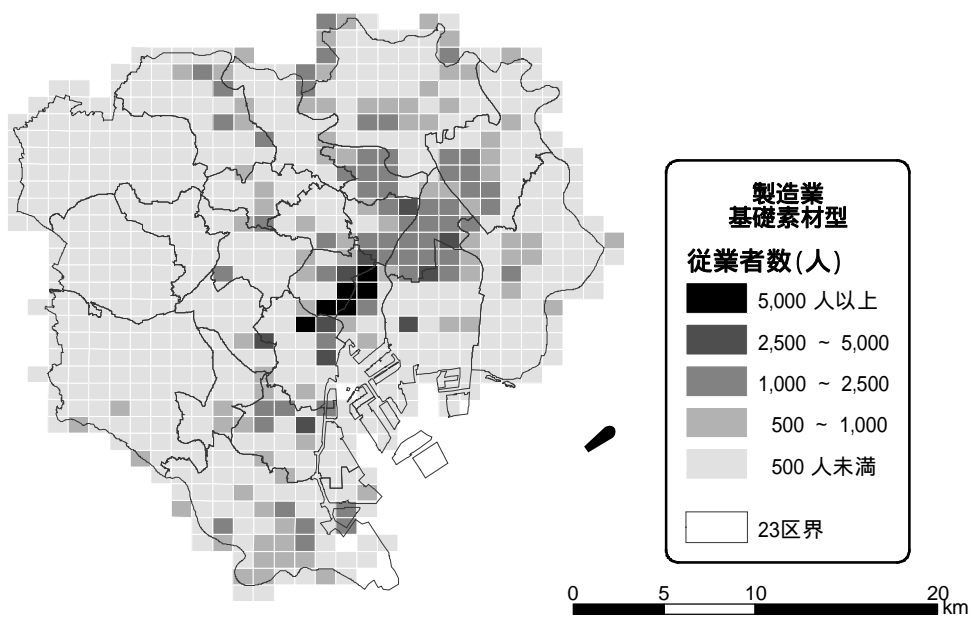 製造業
基礎素材型
従業者数(人)
5,000 人以上
2,500 ~ 5,000
1,000 ~ 2,500
500 ~ 1,000
500 人未満
23区界
0 5 10 20
km